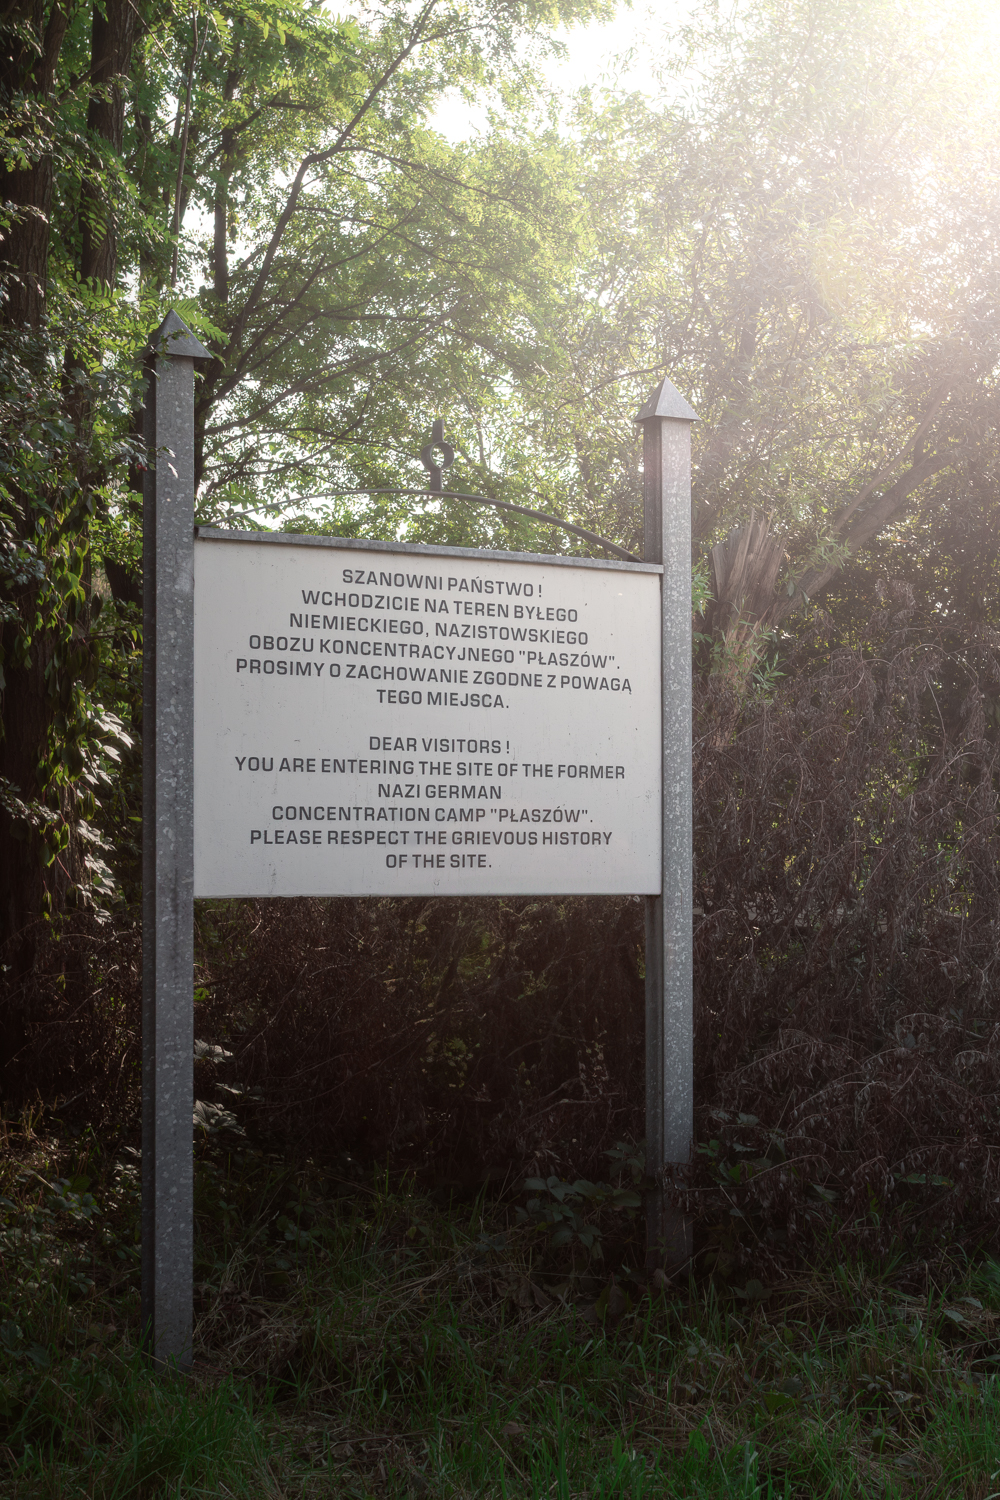 SZANOWNI PAŃSTWO !
WCHODZICIE NA TEREN BYŁEGO
NIEMIECKIEGO, NAZISTOWSKIEGO
OBOZU KONCENTRACYJNEGO "PŁASZÓW".
PROSIMY O ZACHOWANIE ZGODNE Z POWAGĄ
TEGO MIEJSCA.
DEAR VISITORS !
YOU ARE ENTERING THE SITE OF THE FORMER
NAZI GERMAN
CONCENTRATION CAMP "PŁASZÓW".
PLEASE RESPECT THE GRIEVOUS HISTORY
OF THE SITE.